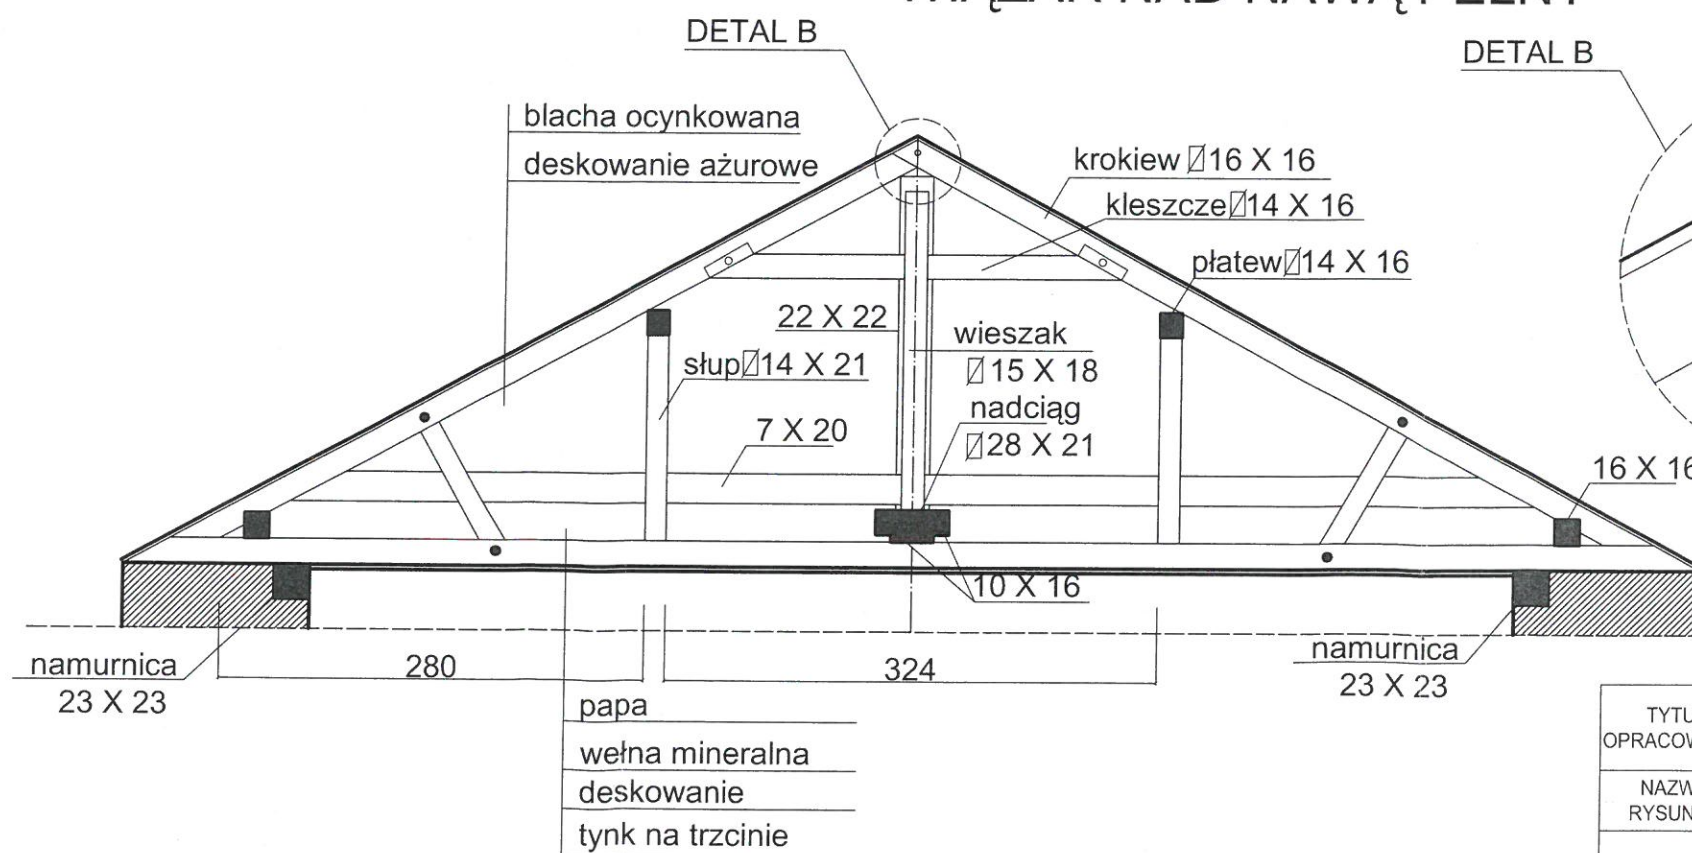 DETAL B
DETAL B
blacha ocynkowana
deskowanie ażurowe
krokiew 16 X 16
kleszcze 14 X 16
płatew 14 X 16
22 X 22
wieszak
15 X 18
słup 14 X 21
nadciąg
28 X 21
7 X 20
16 X 16
10 X 16
namurnica
23 X 23
280
324
namurnica
23 X 23
papa
wełna mineralna
deskowanie
tynk na trzcinie